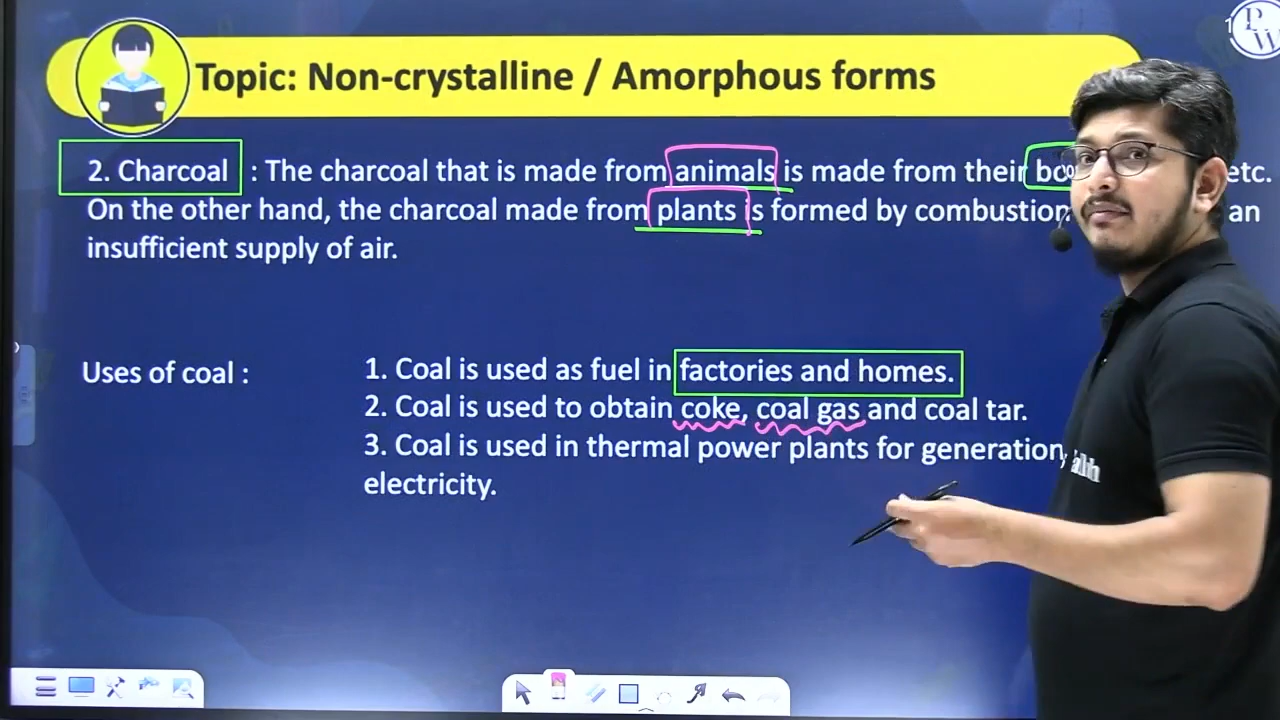 Topic: Non-crystalline / Amorphous forms
2. Charcoal : The charcoal that is made from animals is made from their etc.
On the other hand, the charcoal made from plants is formed by combustion an
insufficient supply of air.
Uses of coal : 1. Coal is used as fuel in factories and homes.
2. Coal is used to obtain coke, coal gas and coal tar.
3. Coal is used in thermal power plants for generation
electricity.
P
W